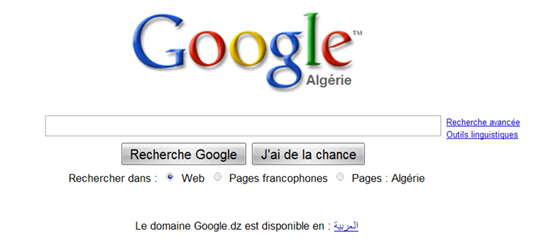 Google™
Algérie
Recherche avancée
Outils linguistiques
Recherche Google J'ai de la chance
Rechercher dans : Web Pages francophones Pages : Algérie
Le domaine Google.dz est disponible en : العربية